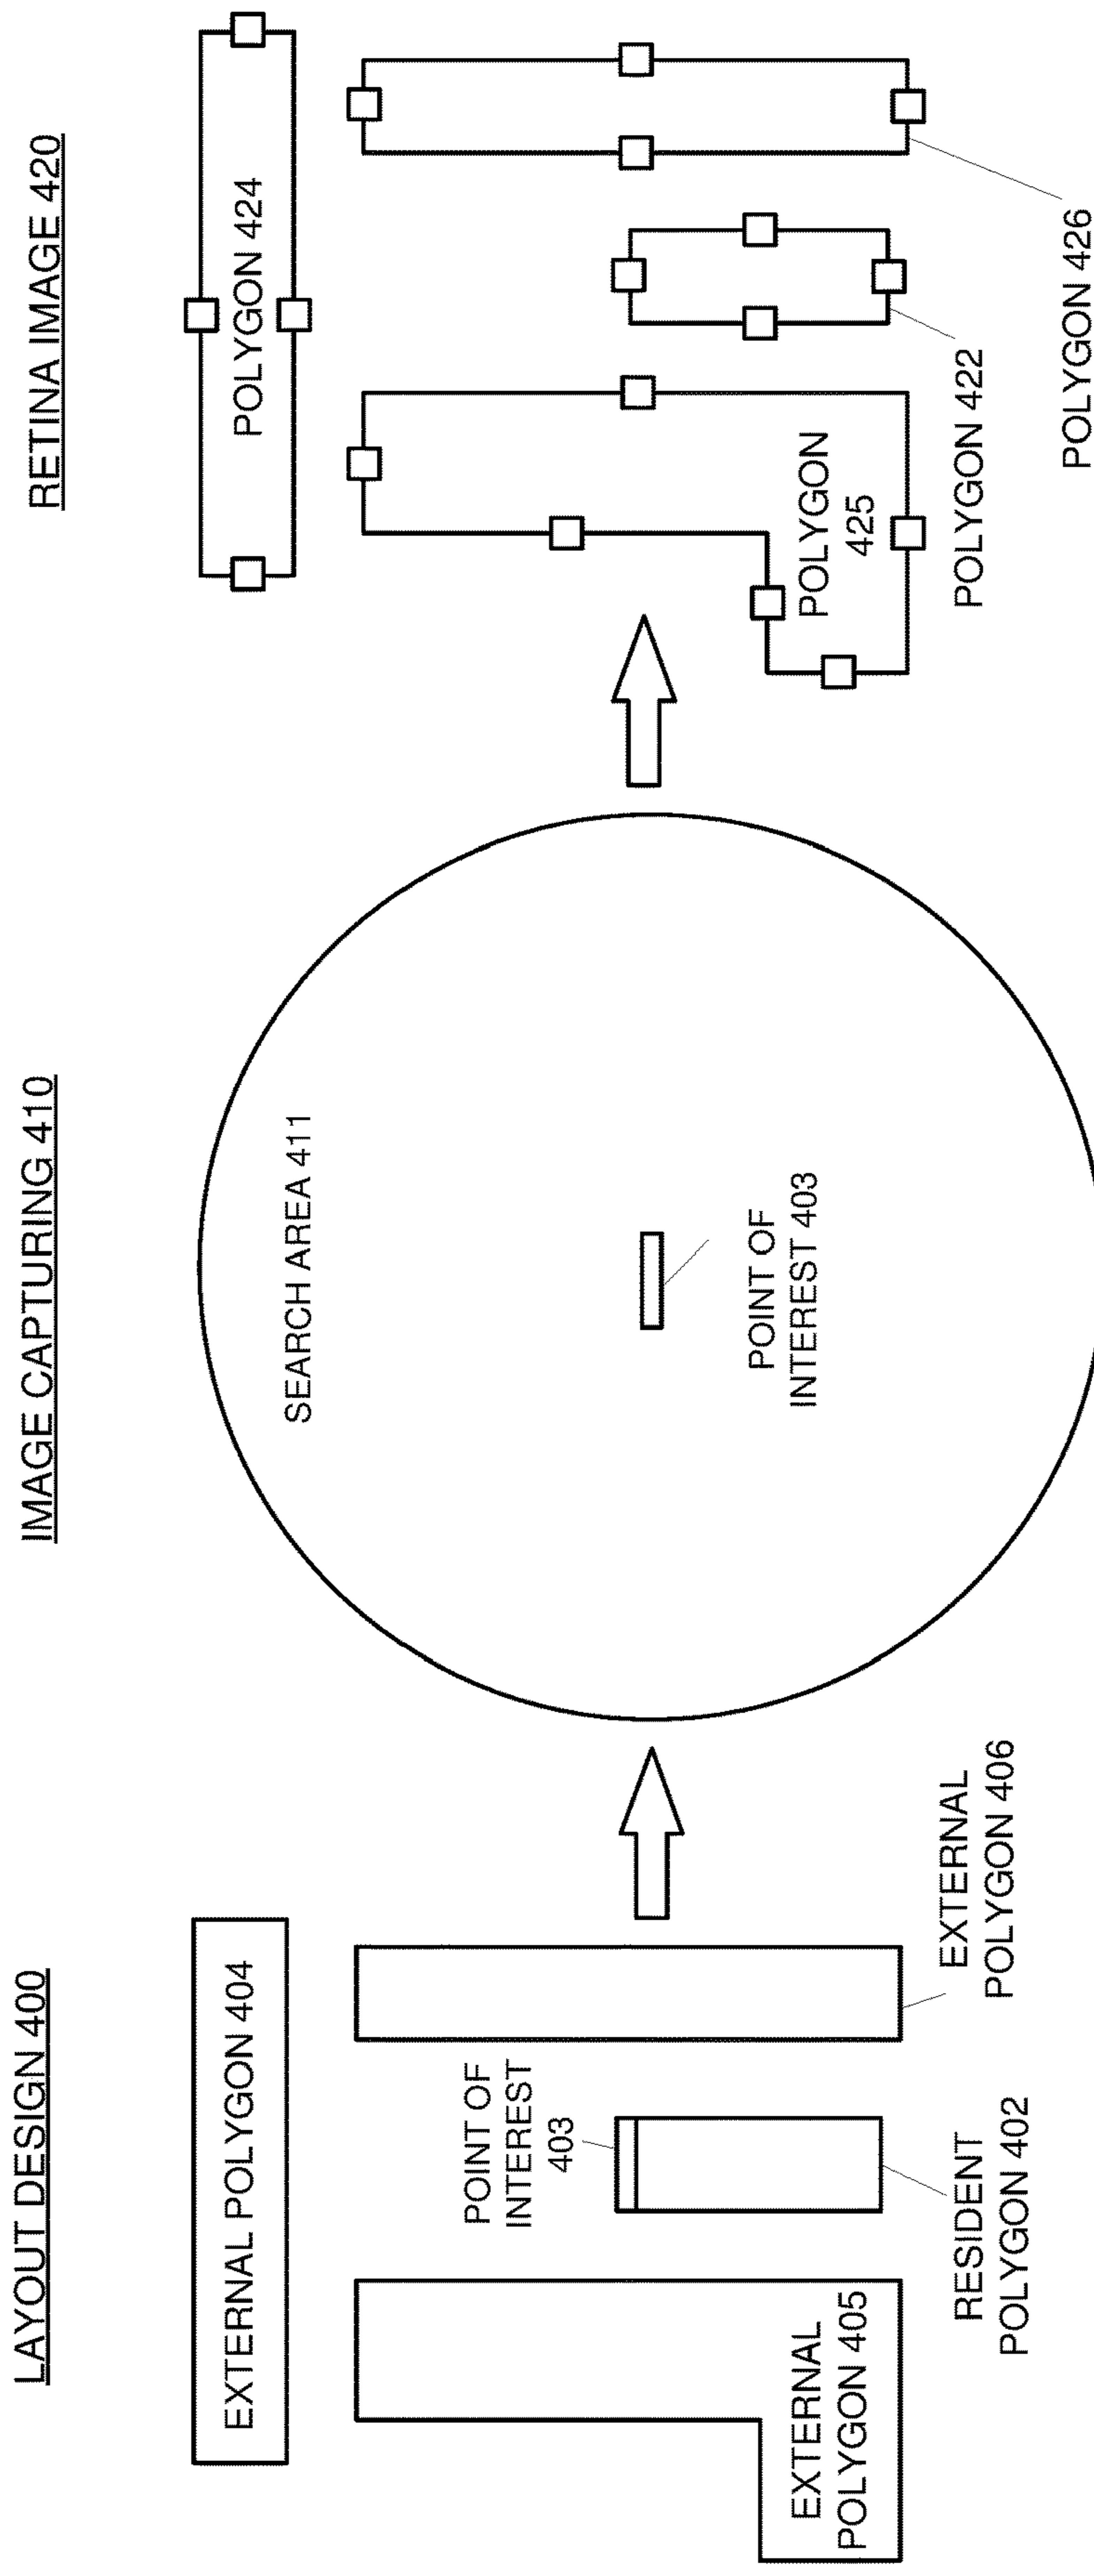 LAYOUT DESIGN 400
EXTERNAL POLYGON 404
EXTERNAL
POLYGON 405
POINT OF
INTEREST
403
RESIDENT
POLYGON 402
EXTERNAL
POLYGON 406
IMAGE CAPTURING 410
SEARCH AREA 411
POINT OF
INTEREST 403
RETINA IMAGE 420
POLYGON 424
POLYGON
425
POLYGON 422
POLYGON 426